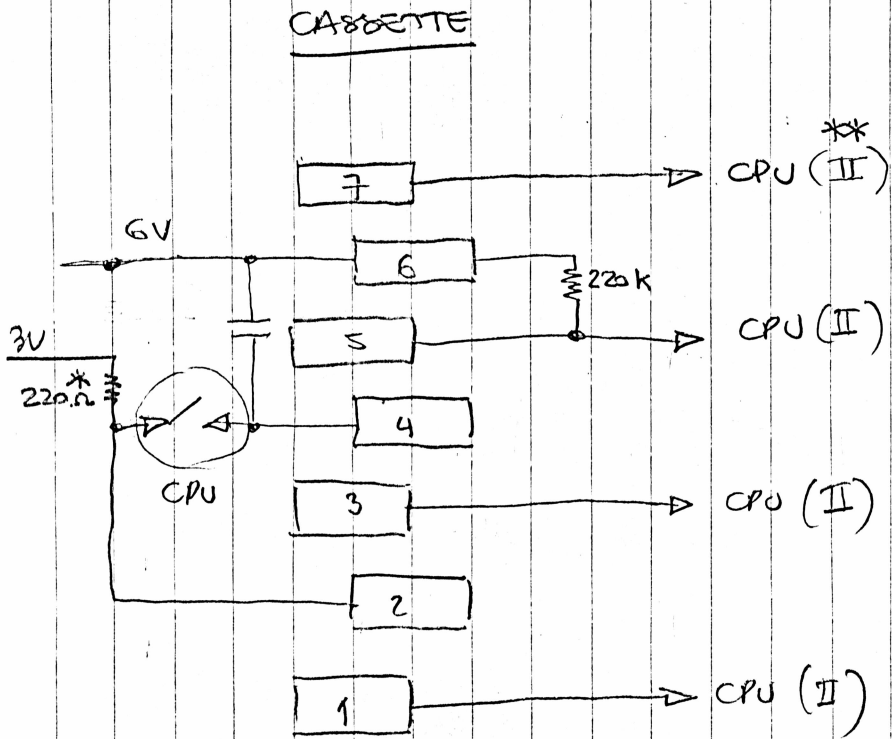 CASSETTE
**
7 CPU (II)
6V
6
220K
5 CPU (II)
3V
*
220Ω
4
CPU
3 CPU (II)
2
1 CPU (II)